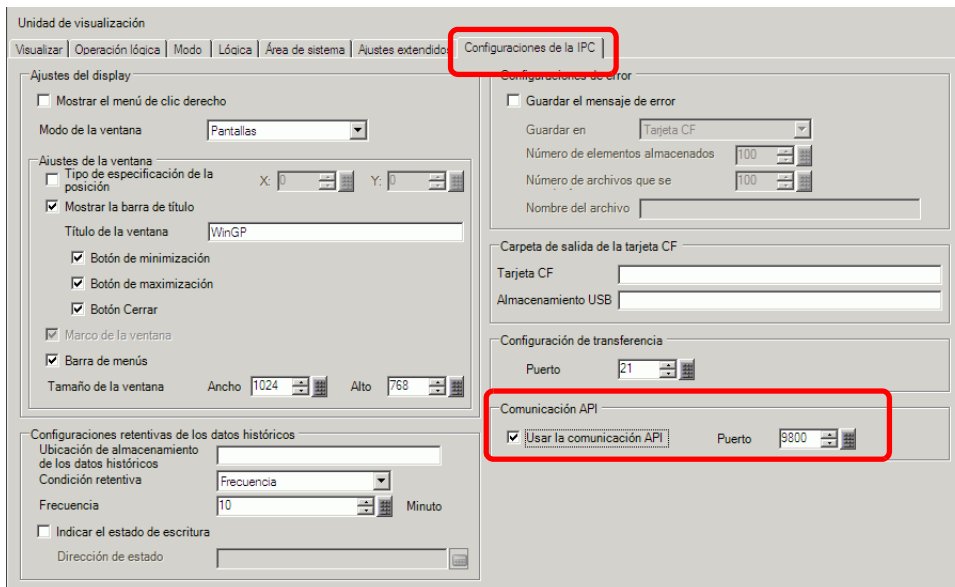 Unidad de visualización
Visualizar Operación lógica Modo Lógica Área de sistema Ajustes extendidos Configuraciones de la IPC
Ajustes del display
Mostrar el menú de clic derecho
Modo de la ventana Pantallas
Ajustes de la ventana
Tipo de especificación de la
posición X: 0 Y: 0
Mostrar la barra de título
Título de la ventana WinGP
Botón de minimización
Botón de maximización
Botón Cerrar
Marco de la ventana
Barra de menús
Tamaño de la ventana Ancho 1024 Alto 768
Configuraciones retentivas de los datos históricos
Ubicación de almacenamiento
de los datos históricos
Condición retentiva Frecuencia
Frecuencia 10 Minuto
Indicar el estado de escritura
Dirección de estado
Configuraciones de error
Guardar el mensaje de error
Guardar en Tarjeta CF
Número de elementos almacenados 100
Número de archivos que se 100
Nombre del archivo
Carpeta de salida de la tarjeta CF
Tarjeta CF
Almacenamiento USB
Configuración de transferencia
Puerto 21
Comunicación API
Usar la comunicación API Puerto 9800